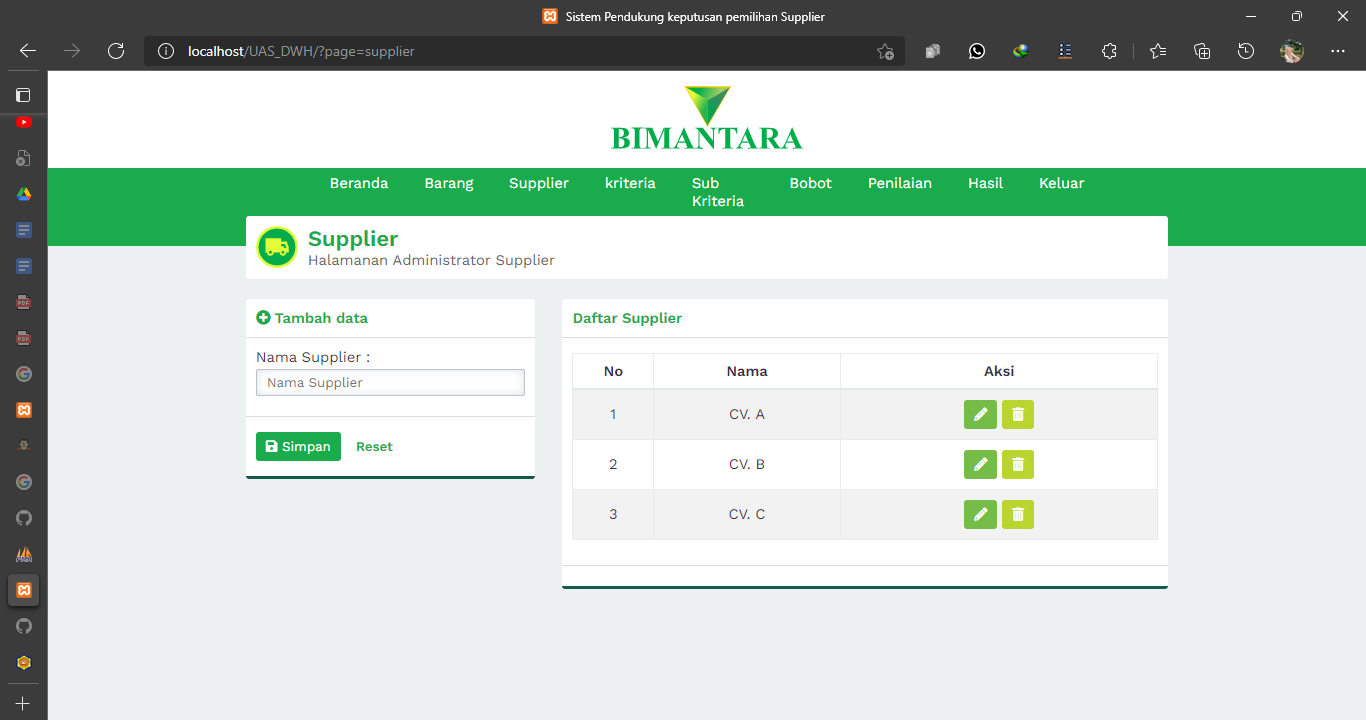 Sistem Pendukung keputusan pemilihan Supplier
localhost/UAS_DWH/?page=supplier
BIMANTARA
Beranda Barang Supplier kriteria Sub Kriteria Bobot Penilaian Hasil Keluar
Supplier
Halamanan Administrator Supplier
Tambah data
Nama Supplier :
Nama Supplier
Simpan Reset
Daftar Supplier
No Nama Aksi
1 CV. A
2 CV. B
3 CV. C